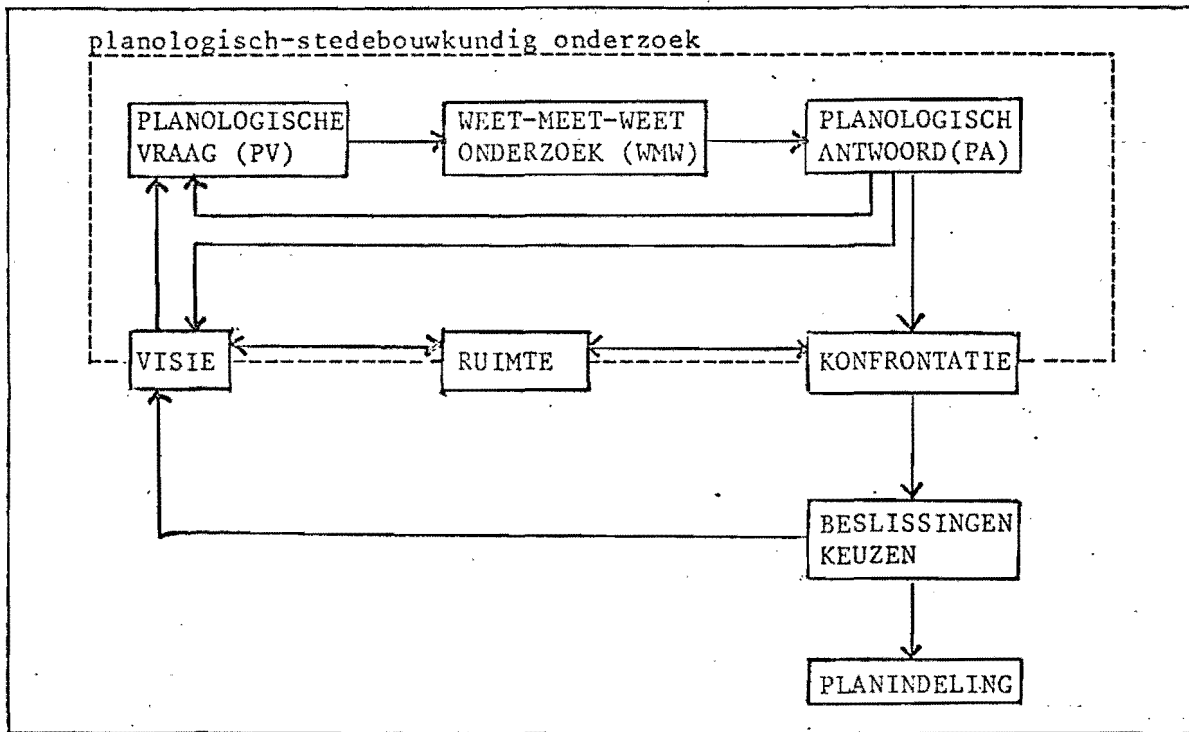 planologisch-stedebouwkundig onderzoek
PLANOLOGISCHE
VRAAG (PV)
WEET-MEET-WEET
ONDERZOEK (WMW)
PLANOLOGISCH
ANTWOORD(PA)
VISIE
RUIMTE
KONFRONTATIE
BESLISSINGEN
KEUZEN
PLANINDELING